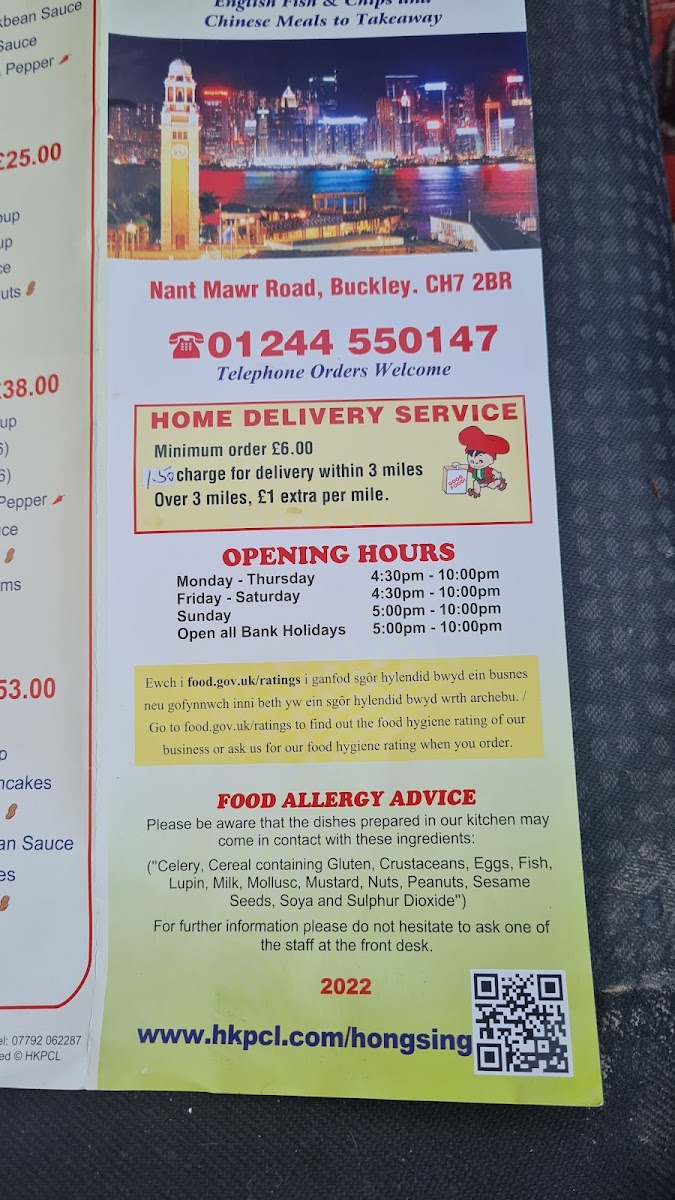 kbean Sauce
Sauce
Pepper
£25.00
oup
up
ce
uts
£38.00
up
6)
6)
Pepper
ice
ms
53.00
p
ncakes
an Sauce
es
el: 07792 062287
ed © HKPCL
English Fish & Chips and
Chinese Meals to Takeaway
Nant Mawr Road, Buckley. CH7 2BR
☎01244 550147
Telephone Orders Welcome
HOME DELIVERY SERVICE
Minimum order £6.00
1.50 charge for delivery within 3 miles
Over 3 miles, £1 extra per mile.
GOOD FOOD
OPENING HOURS
Monday - Thursday 4:30pm - 10:00pm
Friday - Saturday 4:30pm - 10:00pm
Sunday 5:00pm - 10:00pm
Open all Bank Holidays 5:00pm - 10:00pm
Ewch i food.gov.uk/ratings i ganfod sgôr hylendid bwyd ein busnes
neu gofynnwch inni beth yw ein sgôr hylendid bwyd wrth archebu. /
Go to food.gov.uk/ratings to find out the food hygiene rating of our
business or ask us for our food hygiene rating when you order.
FOOD ALLERGY ADVICE
Please be aware that the dishes prepared in our kitchen may
come in contact with these ingredients:
("Celery, Cereal containing Gluten, Crustaceans, Eggs, Fish,
Lupin, Milk, Mollusc, Mustard, Nuts, Peanuts, Sesame
Seeds, Soya and Sulphur Dioxide")
For further information please do not hesitate to ask one of
the staff at the front desk.
2022
www.hkpcl.com/hongsing